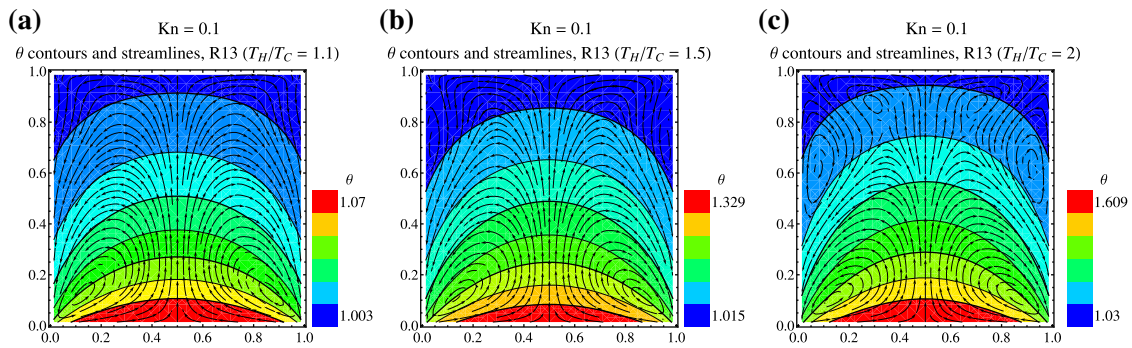 (a) (b) (c)
Kn = 0.1 Kn = 0.1 Kn = 0.1
θ contours and streamlines, R13 (T_H/T_C = 1.1) θ contours and streamlines, R13 (T_H/T_C = 1.5) θ contours and streamlines, R13 (T_H/T_C = 2)
1.0 1.0 1.0
0.8 0.8 0.8
0.6 0.6 0.6
θ θ θ
0.4 1.07 0.4 1.329 0.4 1.609
0.2 0.2 0.2
0.0 1.003 0.0 1.015 0.0 1.03
0.0 0.2 0.4 0.6 0.8 1.0 0.0 0.2 0.4 0.6 0.8 1.0 0.0 0.2 0.4 0.6 0.8 1.0